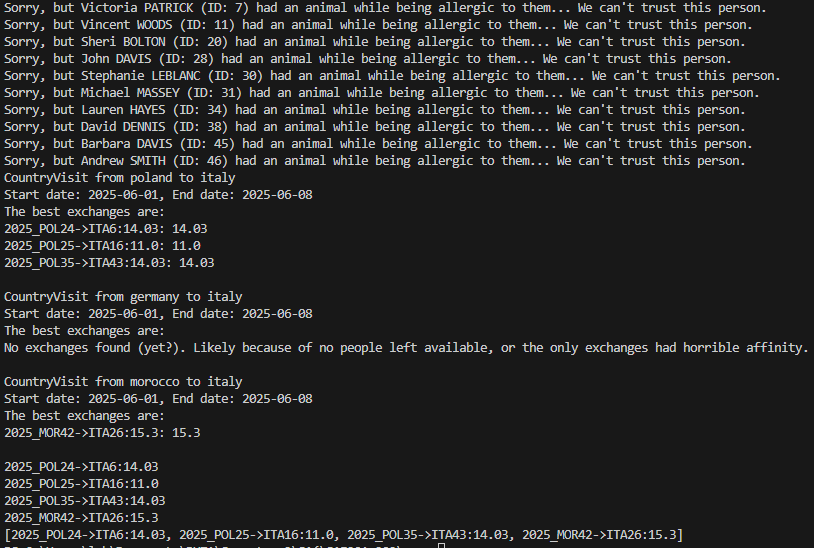 Sorry, but Victoria PATRICK (ID: 7) had an animal while being allergic to them... We can't trust this person.
Sorry, but Vincent WOODS (ID: 11) had an animal while being allergic to them... We can't trust this person.
Sorry, but Sheri BOLTON (ID: 20) had an animal while being allergic to them... We can't trust this person.
Sorry, but John DAVIS (ID: 28) had an animal while being allergic to them... We can't trust this person.
Sorry, but Stephanie LEBLANC (ID: 30) had an animal while being allergic to them... We can't trust this person.
Sorry, but Michael MASSEY (ID: 31) had an animal while being allergic to them... We can't trust this person.
Sorry, but Lauren HAYES (ID: 34) had an animal while being allergic to them... We can't trust this person.
Sorry, but David DENNIS (ID: 38) had an animal while being allergic to them... We can't trust this person.
Sorry, but Barbara DAVIS (ID: 45) had an animal while being allergic to them... We can't trust this person.
Sorry, but Andrew SMITH (ID: 46) had an animal while being allergic to them... We can't trust this person.
CountryVisit from poland to italy
Start date: 2025-06-01, End date: 2025-06-08
The best exchanges are:
2025_POL24->ITA6:14.03: 14.03
2025_POL25->ITA16:11.0: 11.0
2025_POL35->ITA43:14.03: 14.03

CountryVisit from germany to italy
Start date: 2025-06-01, End date: 2025-06-08
The best exchanges are:
No exchanges found (yet?). Likely because of no people left available, or the only exchanges had horrible affinity.

CountryVisit from morocco to italy
Start date: 2025-06-01, End date: 2025-06-08
The best exchanges are:
2025_MOR42->ITA26:15.3: 15.3

2025_POL24->ITA6:14.03
2025_POL25->ITA16:11.0
2025_POL35->ITA43:14.03
2025_MOR42->ITA26:15.3
[2025_POL24->ITA6:14.03, 2025_POL25->ITA16:11.0, 2025_POL35->ITA43:14.03, 2025_MOR42->ITA26:15.3]